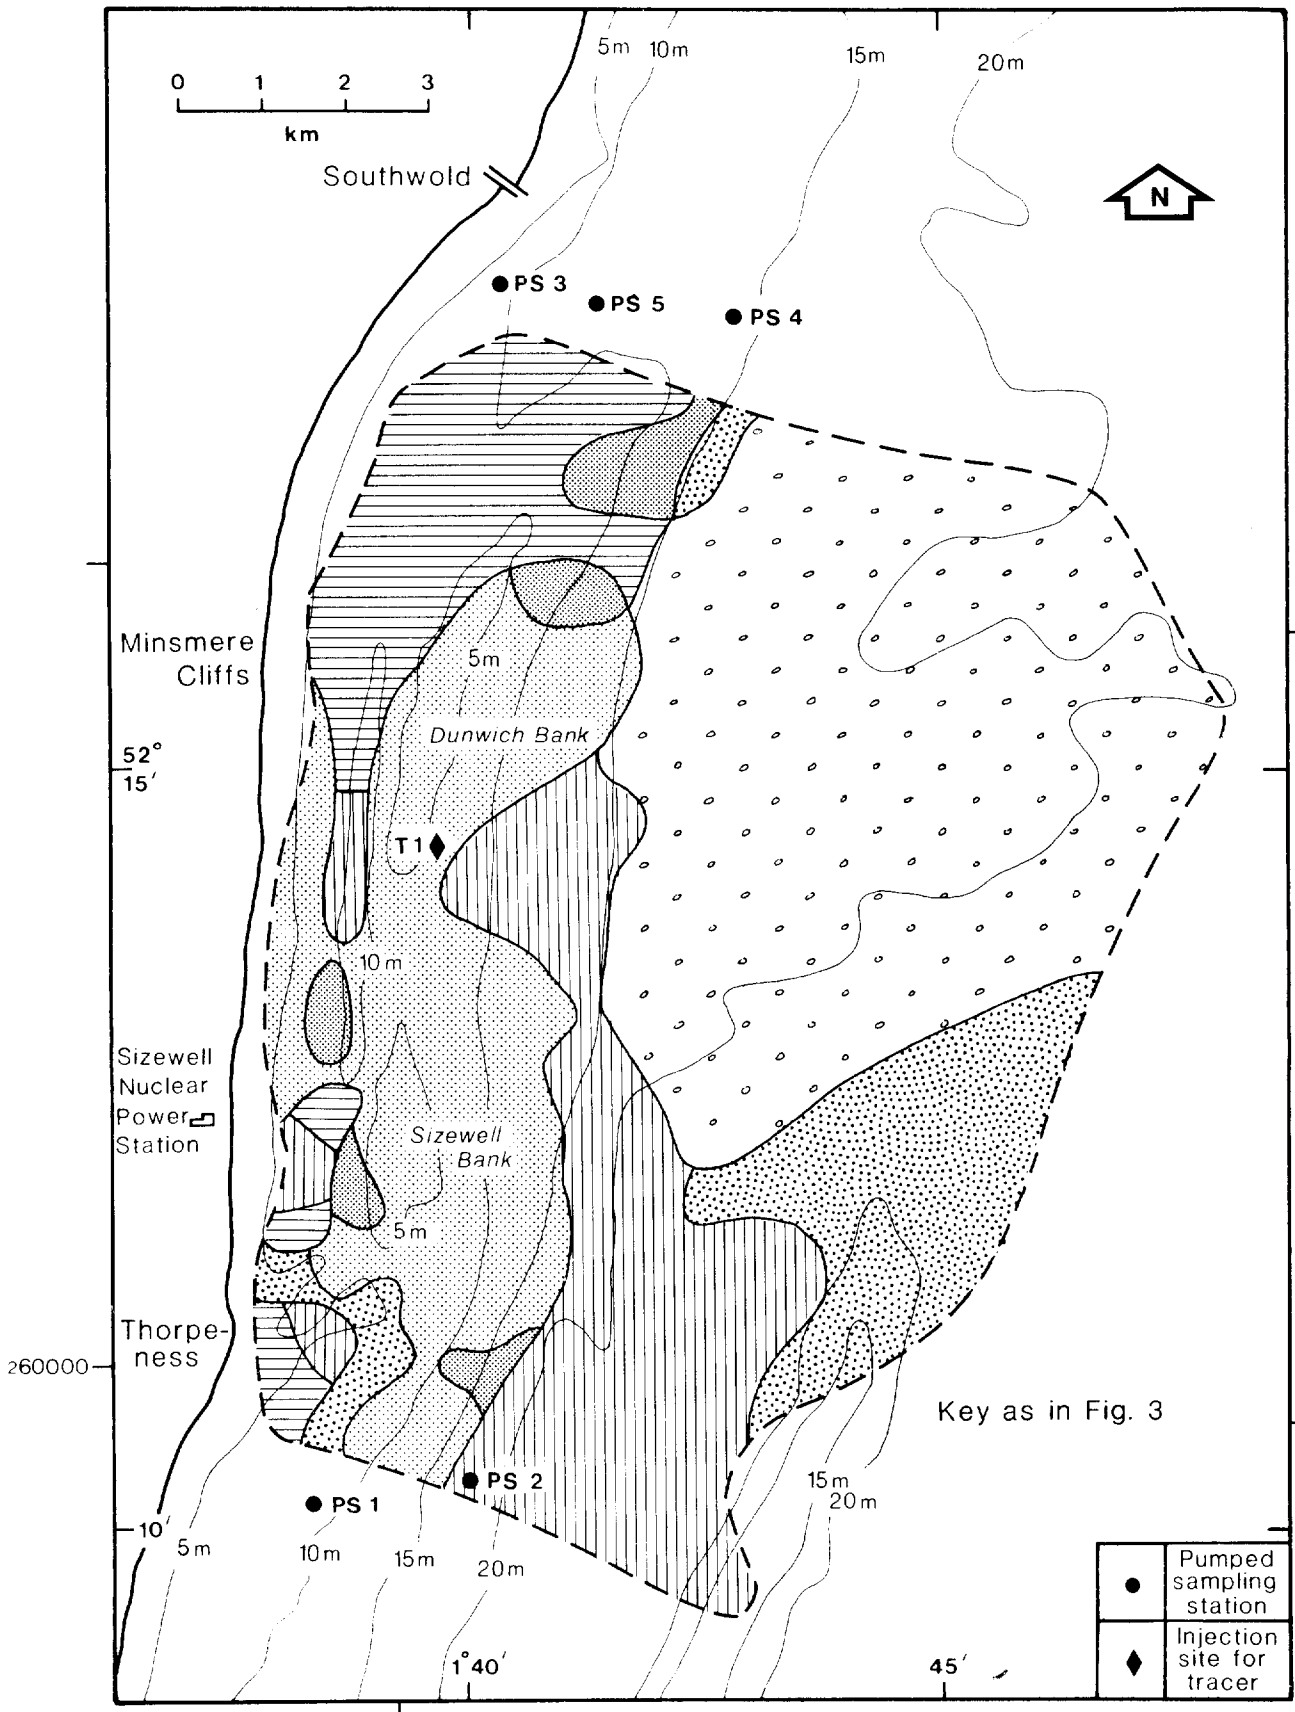 5m
10m
15m
20m
0 1 2 3
km
Southwold
N
PS 3
PS 5
PS 4
Minsmere
Cliffs
5m
Dunwich Bank
52°
15′
T1
10m
Sizewell
Nuclear
Power
Station
Sizewell
Bank
5m
Thorpe-
ness
260000
Key as in Fig. 3
PS 2
PS 1
15m
20m
10′
5m
10m
15m
20m
1°40′
45′
Pumped
sampling
station
Injection
site for
tracer